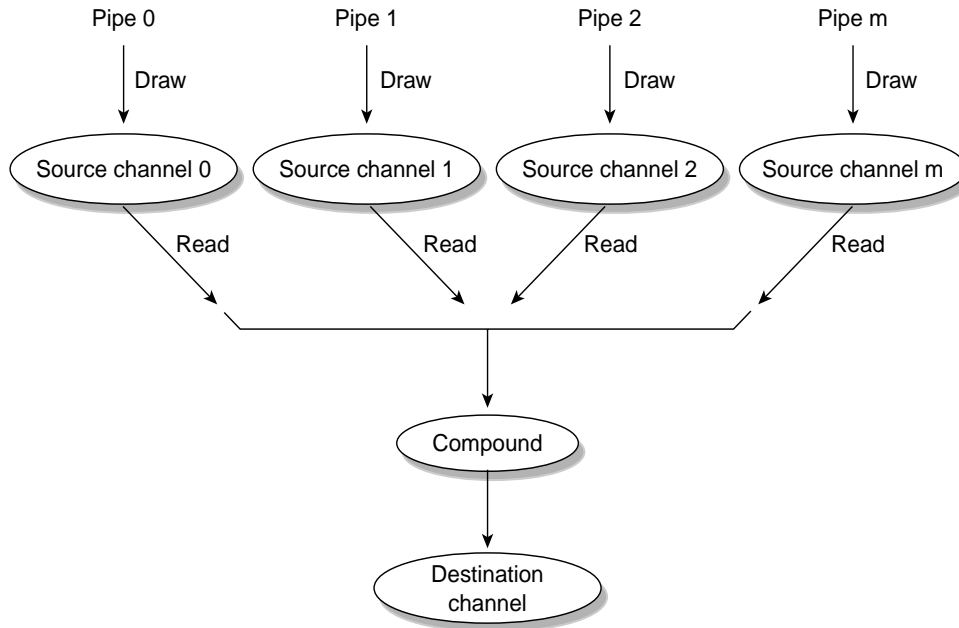 Pipe 0 Pipe 1 Pipe 2 Pipe m
Draw Draw Draw Draw
Source channel 0 Source channel 1 Source channel 2 Source channel m
Read Read Read Read
Compound
Destination
channel